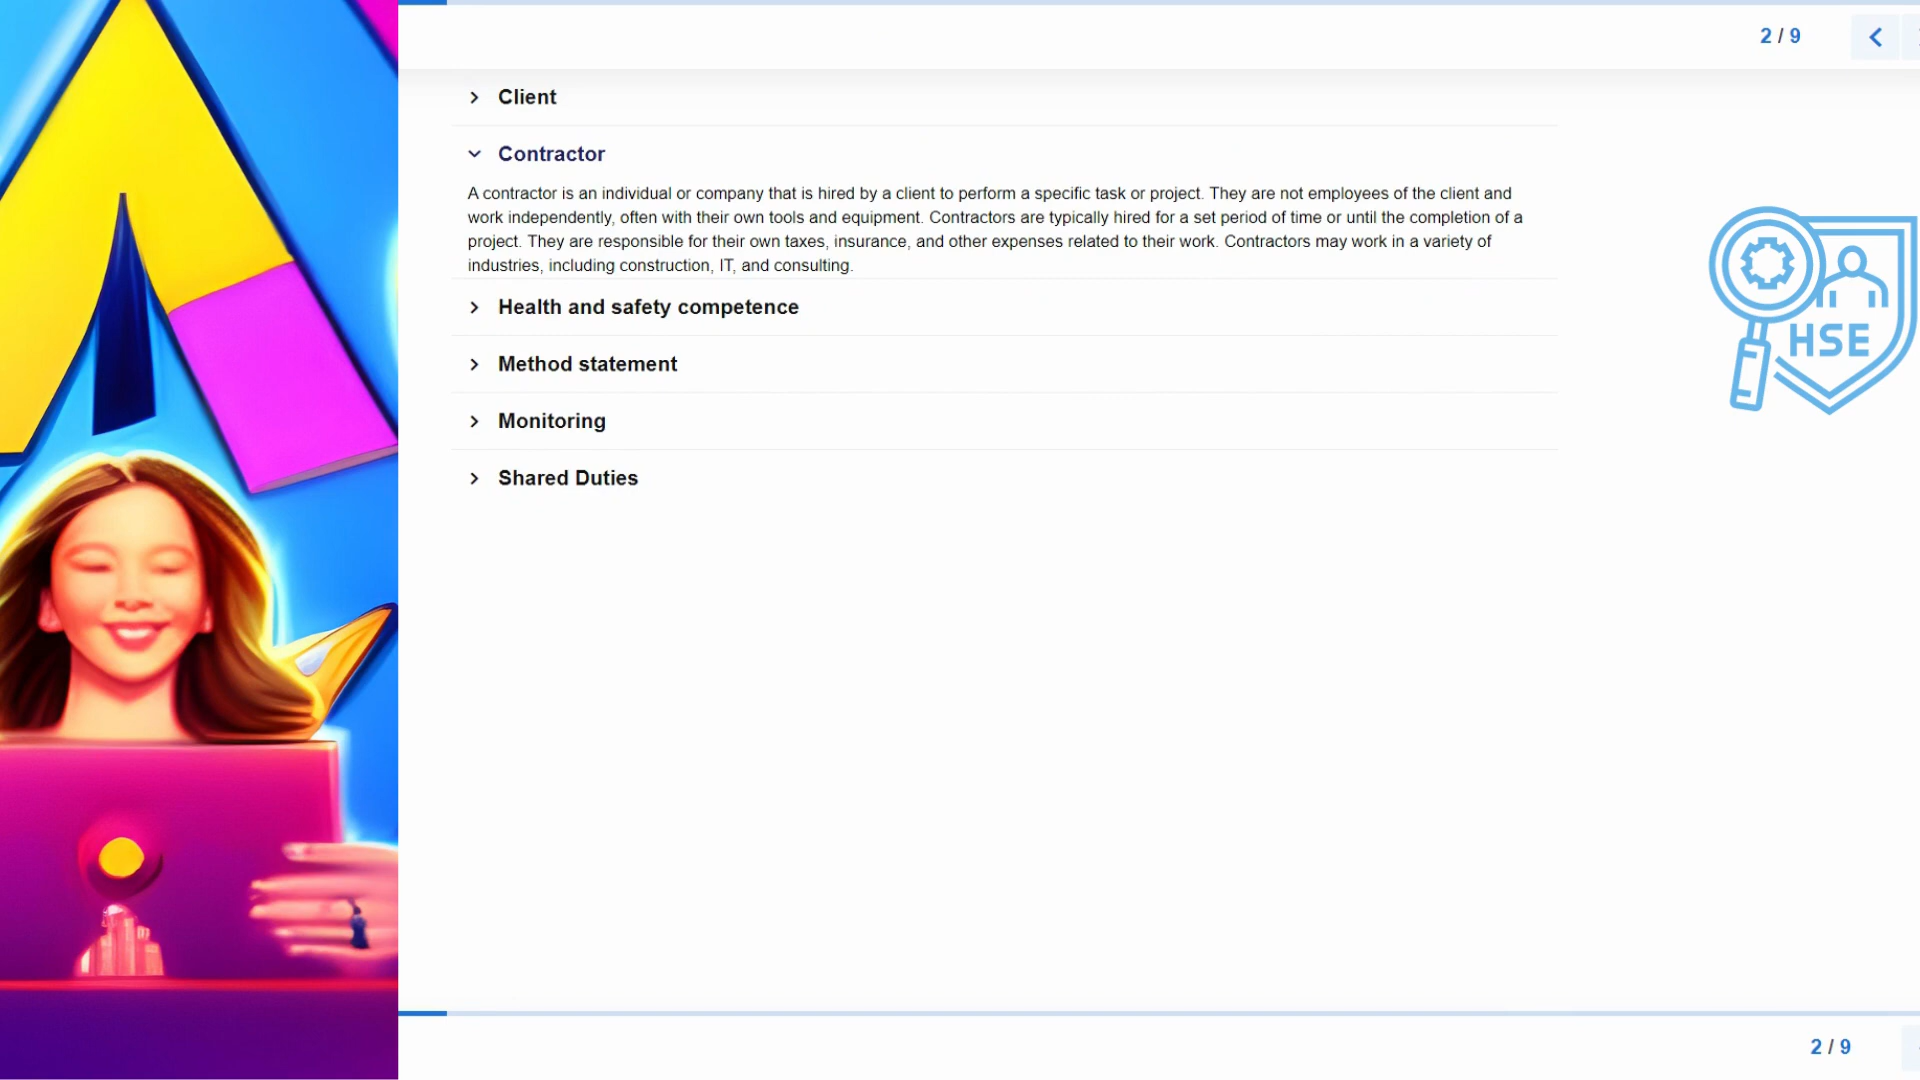 2 / 9
Client
Contractor
A contractor is an individual or company that is hired by a client to perform a specific task or project. They are not employees of the client and
work independently, often with their own tools and equipment. Contractors are typically hired for a set period of time or until the completion of a
project. They are responsible for their own taxes, insurance, and other expenses related to their work. Contractors may work in a variety of
industries, including construction, IT, and consulting.
Health and safety competence
Method statement
Monitoring
Shared Duties
HSE
2 / 9